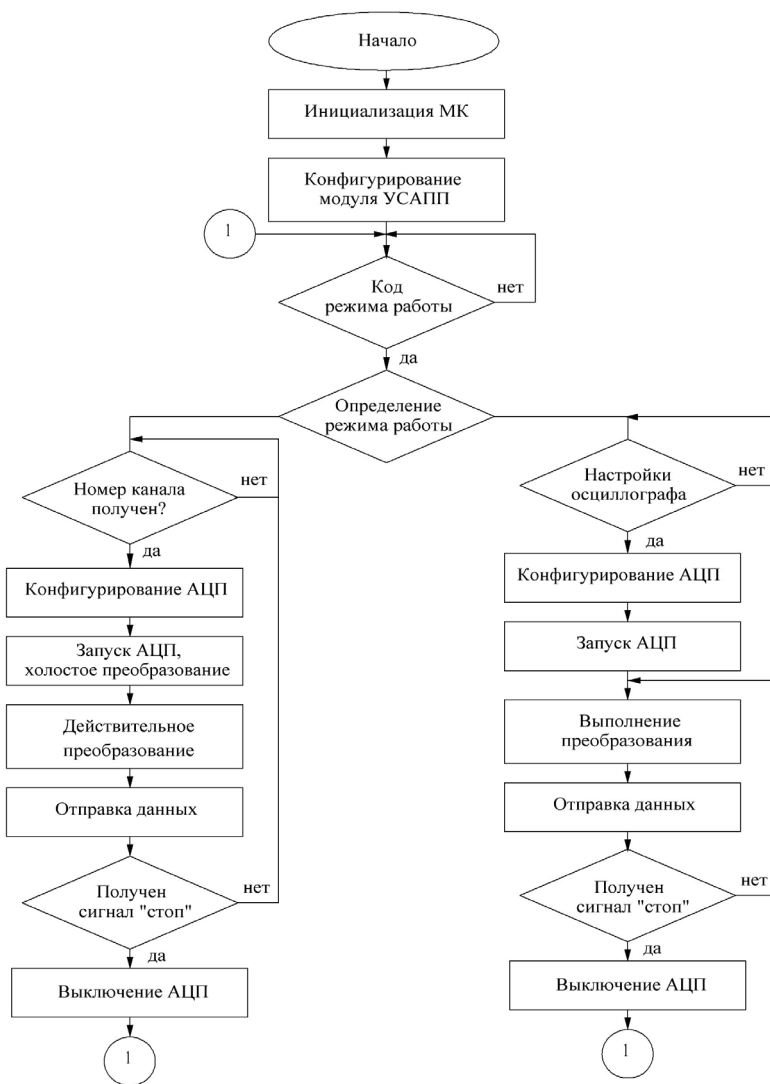 Начало
Инициализация МК
Конфигурирование
модуля УСАПП
1
Код
режима работы
нет
да
Определение
режима работы
Номер канала
получен?
нет
да
Конфигурирование АЦП
Запуск АЦП,
холостое преобразование
Действительное
преобразование
Отправка данных
Получен
сигнал "стоп"
нет
да
Выключение АЦП
1
Настройки
осциллографа
нет
да
Конфигурирование АЦП
Запуск АЦП
Выполнение
преобразования
Отправка данных
Получен
сигнал "стоп"
нет
да
Выключение АЦП
1